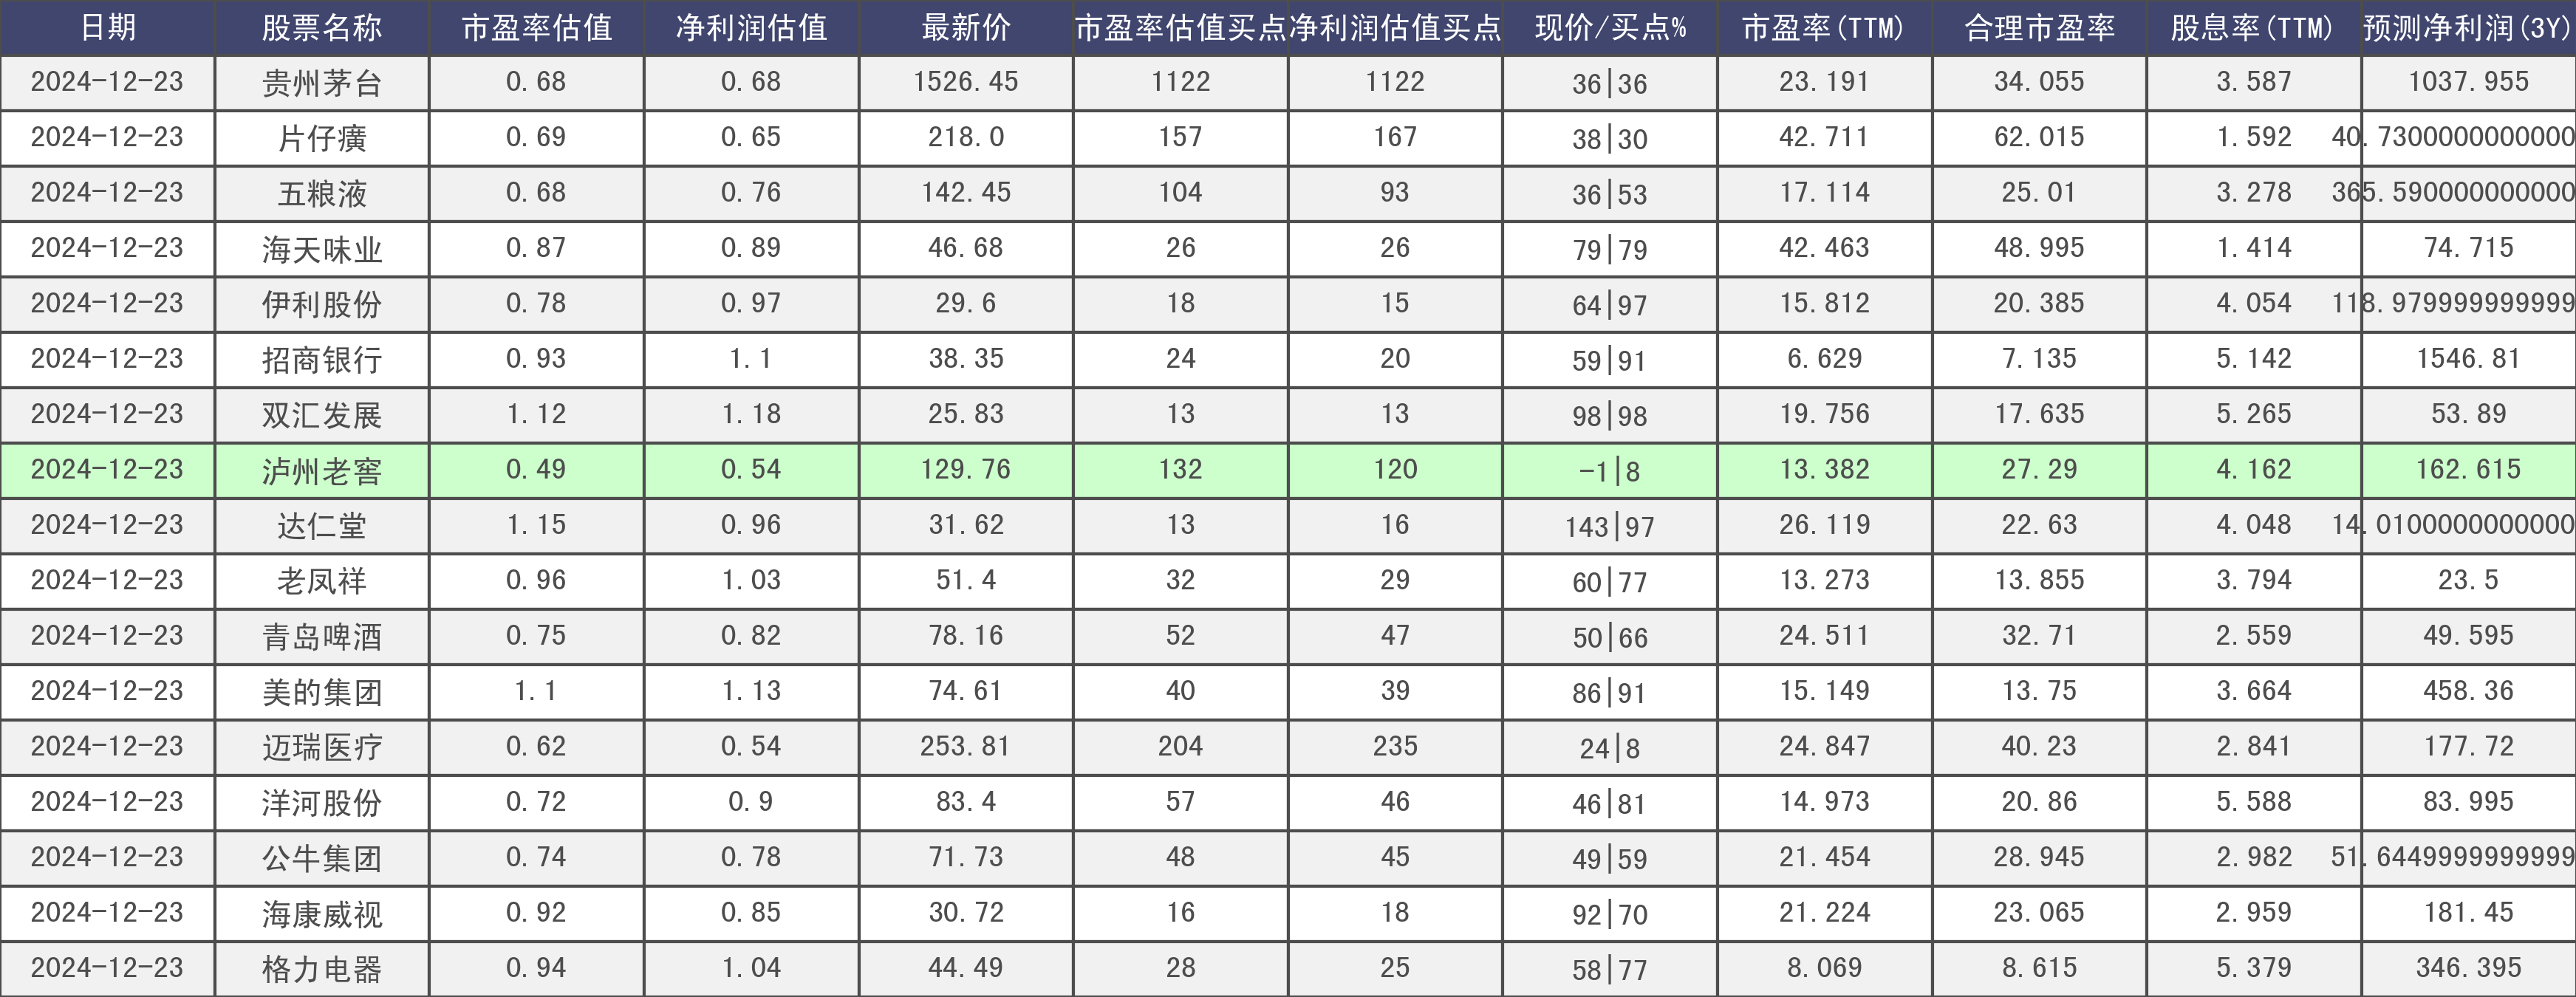 日期 股票名称 市盈率估值 净利润估值 最新价 市盈率估值买点 净利润估值买点 现价/买点% 市盈率(TTM) 合理市盈率 股息率(TTM) 预测净利润(3Y)
2024-12-23 贵州茅台 0.68 0.68 1526.45 1122 1122 36|36 23.191 34.055 3.587 1037.955
2024-12-23 片仔癀 0.69 0.65 218.0 157 167 38|30 42.711 62.015 1.592 40.7300000000000
2024-12-23 五粮液 0.68 0.76 142.45 104 93 36|53 17.114 25.01 3.278 365.590000000000
2024-12-23 海天味业 0.87 0.89 46.68 26 26 79|79 42.463 48.995 1.414 74.715
2024-12-23 伊利股份 0.78 0.97 29.6 18 15 64|97 15.812 20.385 4.054 118.979999999999
2024-12-23 招商银行 0.93 1.1 38.35 24 20 59|91 6.629 7.135 5.142 1546.81
2024-12-23 双汇发展 1.12 1.18 25.83 13 13 98|98 19.756 17.635 5.265 53.89
2024-12-23 泸州老窖 0.49 0.54 129.76 132 120 -1|8 13.382 27.29 4.162 162.615
2024-12-23 达仁堂 1.15 0.96 31.62 13 16 143|97 26.119 22.63 4.048 14.0100000000000
2024-12-23 老凤祥 0.96 1.03 51.4 32 29 60|77 13.273 13.855 3.794 23.5
2024-12-23 青岛啤酒 0.75 0.82 78.16 52 47 50|66 24.511 32.71 2.559 49.595
2024-12-23 美的集团 1.1 1.13 74.61 40 39 86|91 15.149 13.75 3.664 458.36
2024-12-23 迈瑞医疗 0.62 0.54 253.81 204 235 24|8 24.847 40.23 2.841 177.72
2024-12-23 洋河股份 0.72 0.9 83.4 57 46 46|81 14.973 20.86 5.588 83.995
2024-12-23 公牛集团 0.74 0.78 71.73 48 45 49|59 21.454 28.945 2.982 51.6449999999999
2024-12-23 海康威视 0.92 0.85 30.72 16 18 92|70 21.224 23.065 2.959 181.45
2024-12-23 格力电器 0.94 1.04 44.49 28 25 58|77 8.069 8.615 5.379 346.395